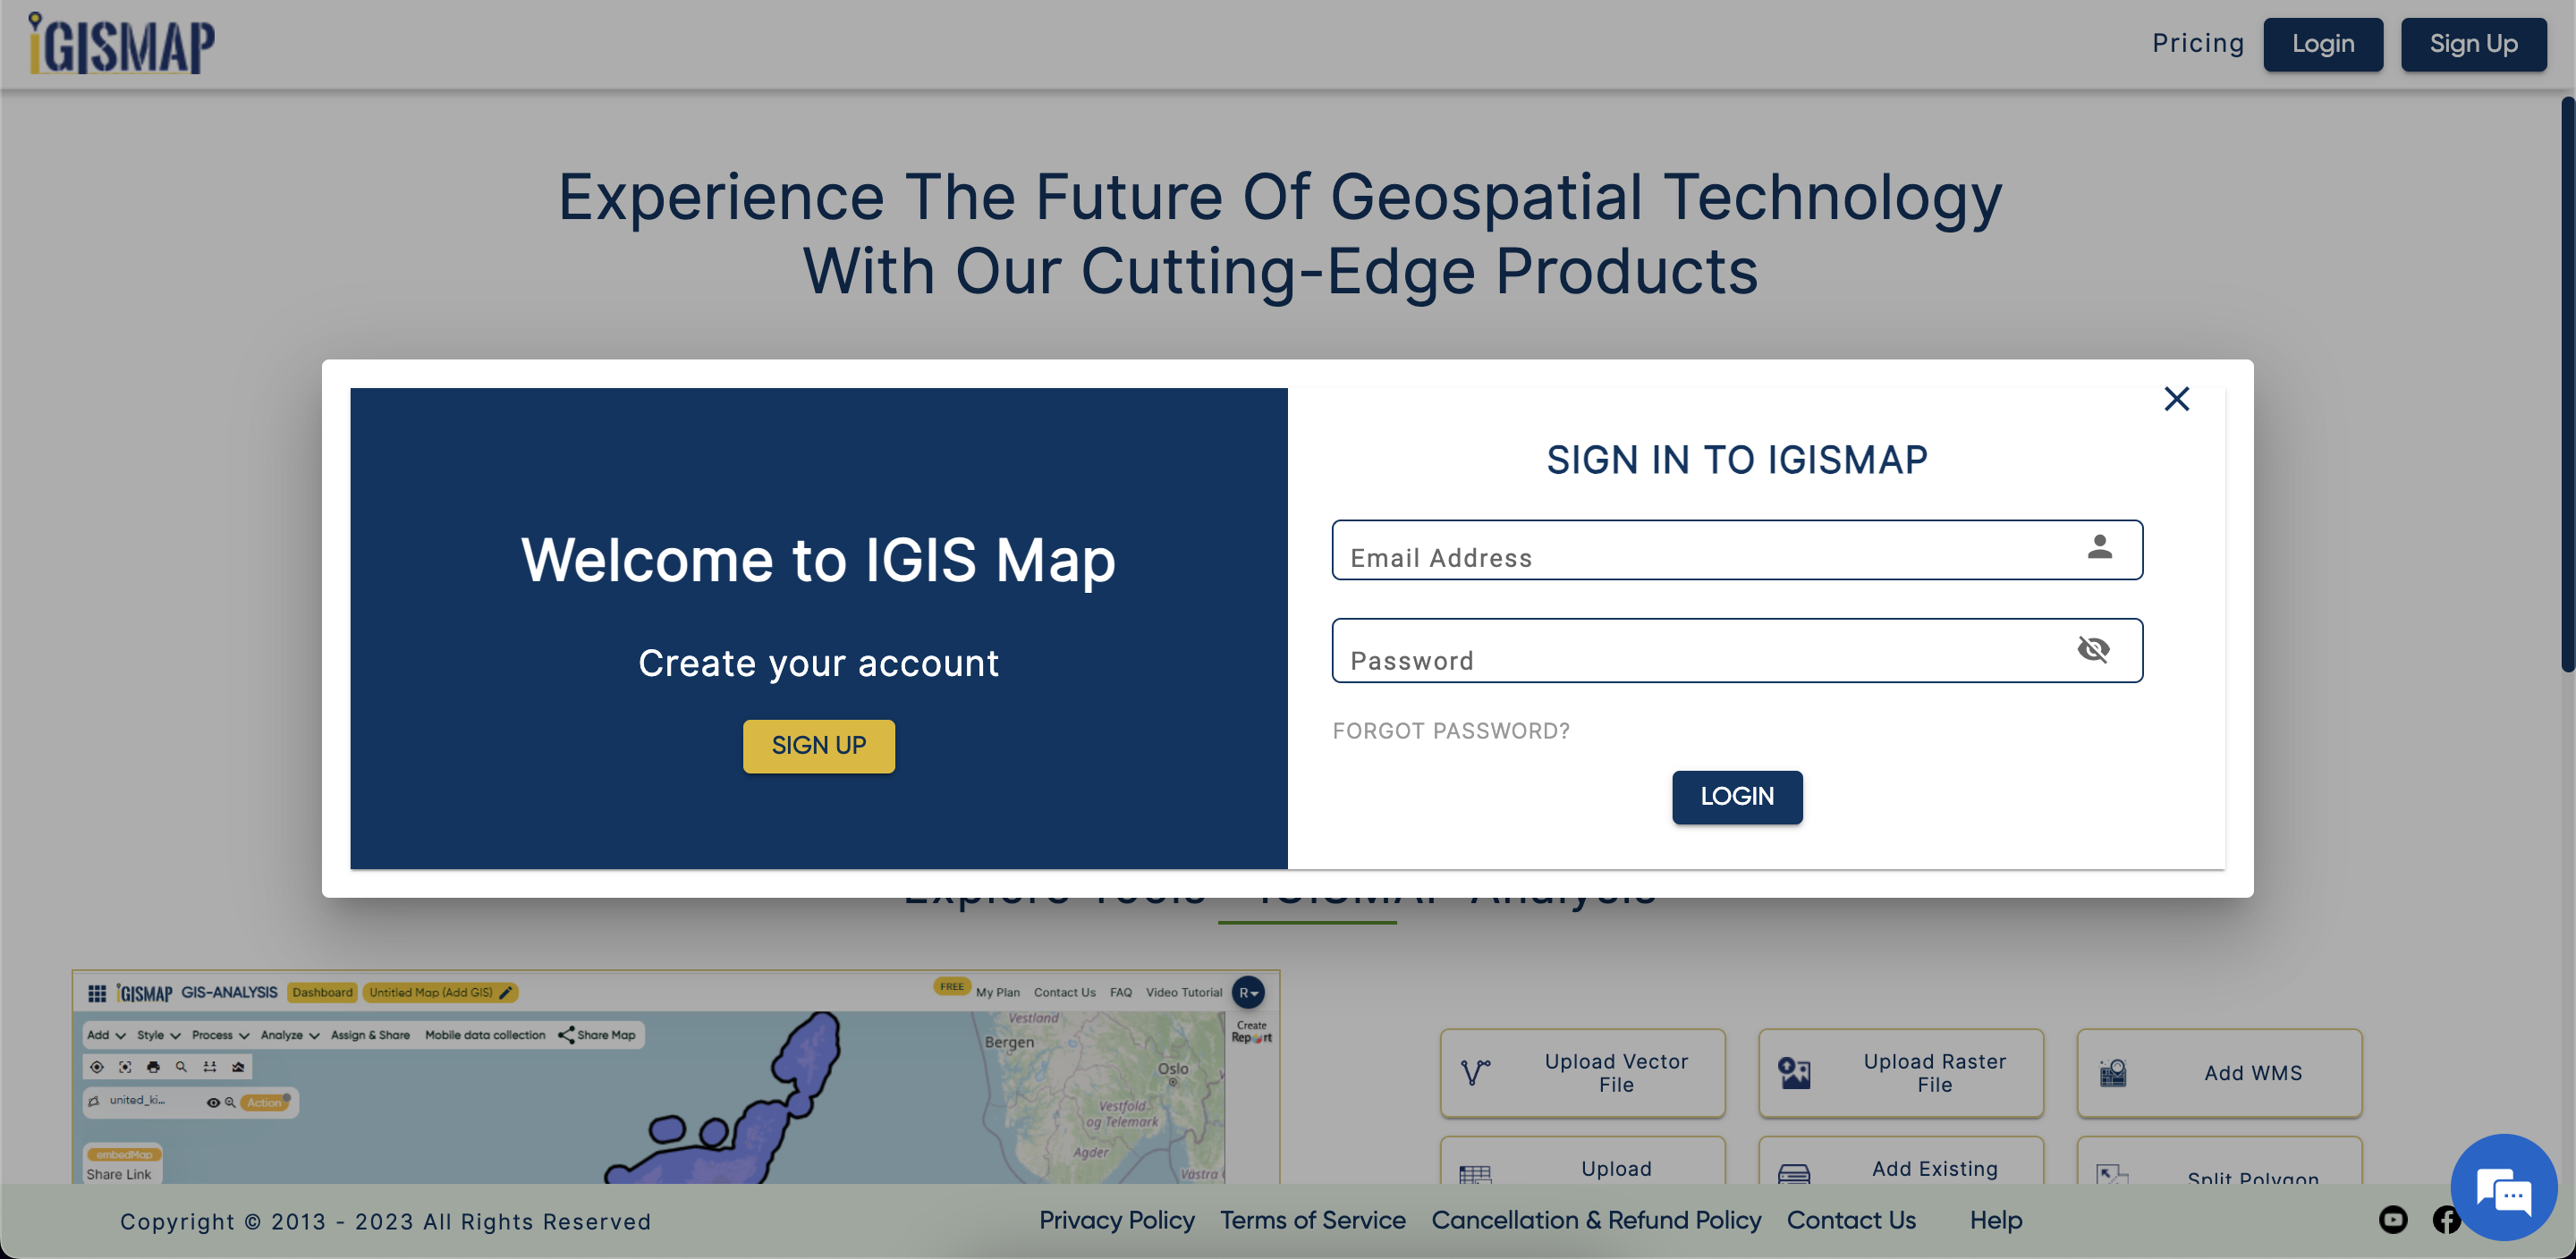 iGISMAP
Pricing
Login
Sign Up
Experience The Future Of Geospatial Technology
With Our Cutting-Edge Products
Welcome to IGIS Map
Create your account
SIGN UP
SIGN IN TO IGISMAP
Email Address
Password
FORGOT PASSWORD?
LOGIN
Explore Tools - IGISMAP Analysis
iGISMAP GIS-ANALYSIS Dashboard Untitled Map (Add GIS)
FREE My Plan Contact Us FAQ Video Tutorial R
Add Style Process Analyze Assign & Share Mobile data collection Share Map
Create
Report
united_ki...
Action
embedMap
Share Link
Vestland
Bergen
Oslo
Vestfold
og Telemark
Agder
Västra
Upload Vector
File
Upload Raster
File
Add WMS
Upload
Add Existing
Split Polygon
Copyright © 2013 - 2023 All Rights Reserved
Privacy Policy
Terms of Service
Cancellation & Refund Policy
Contact Us
Help